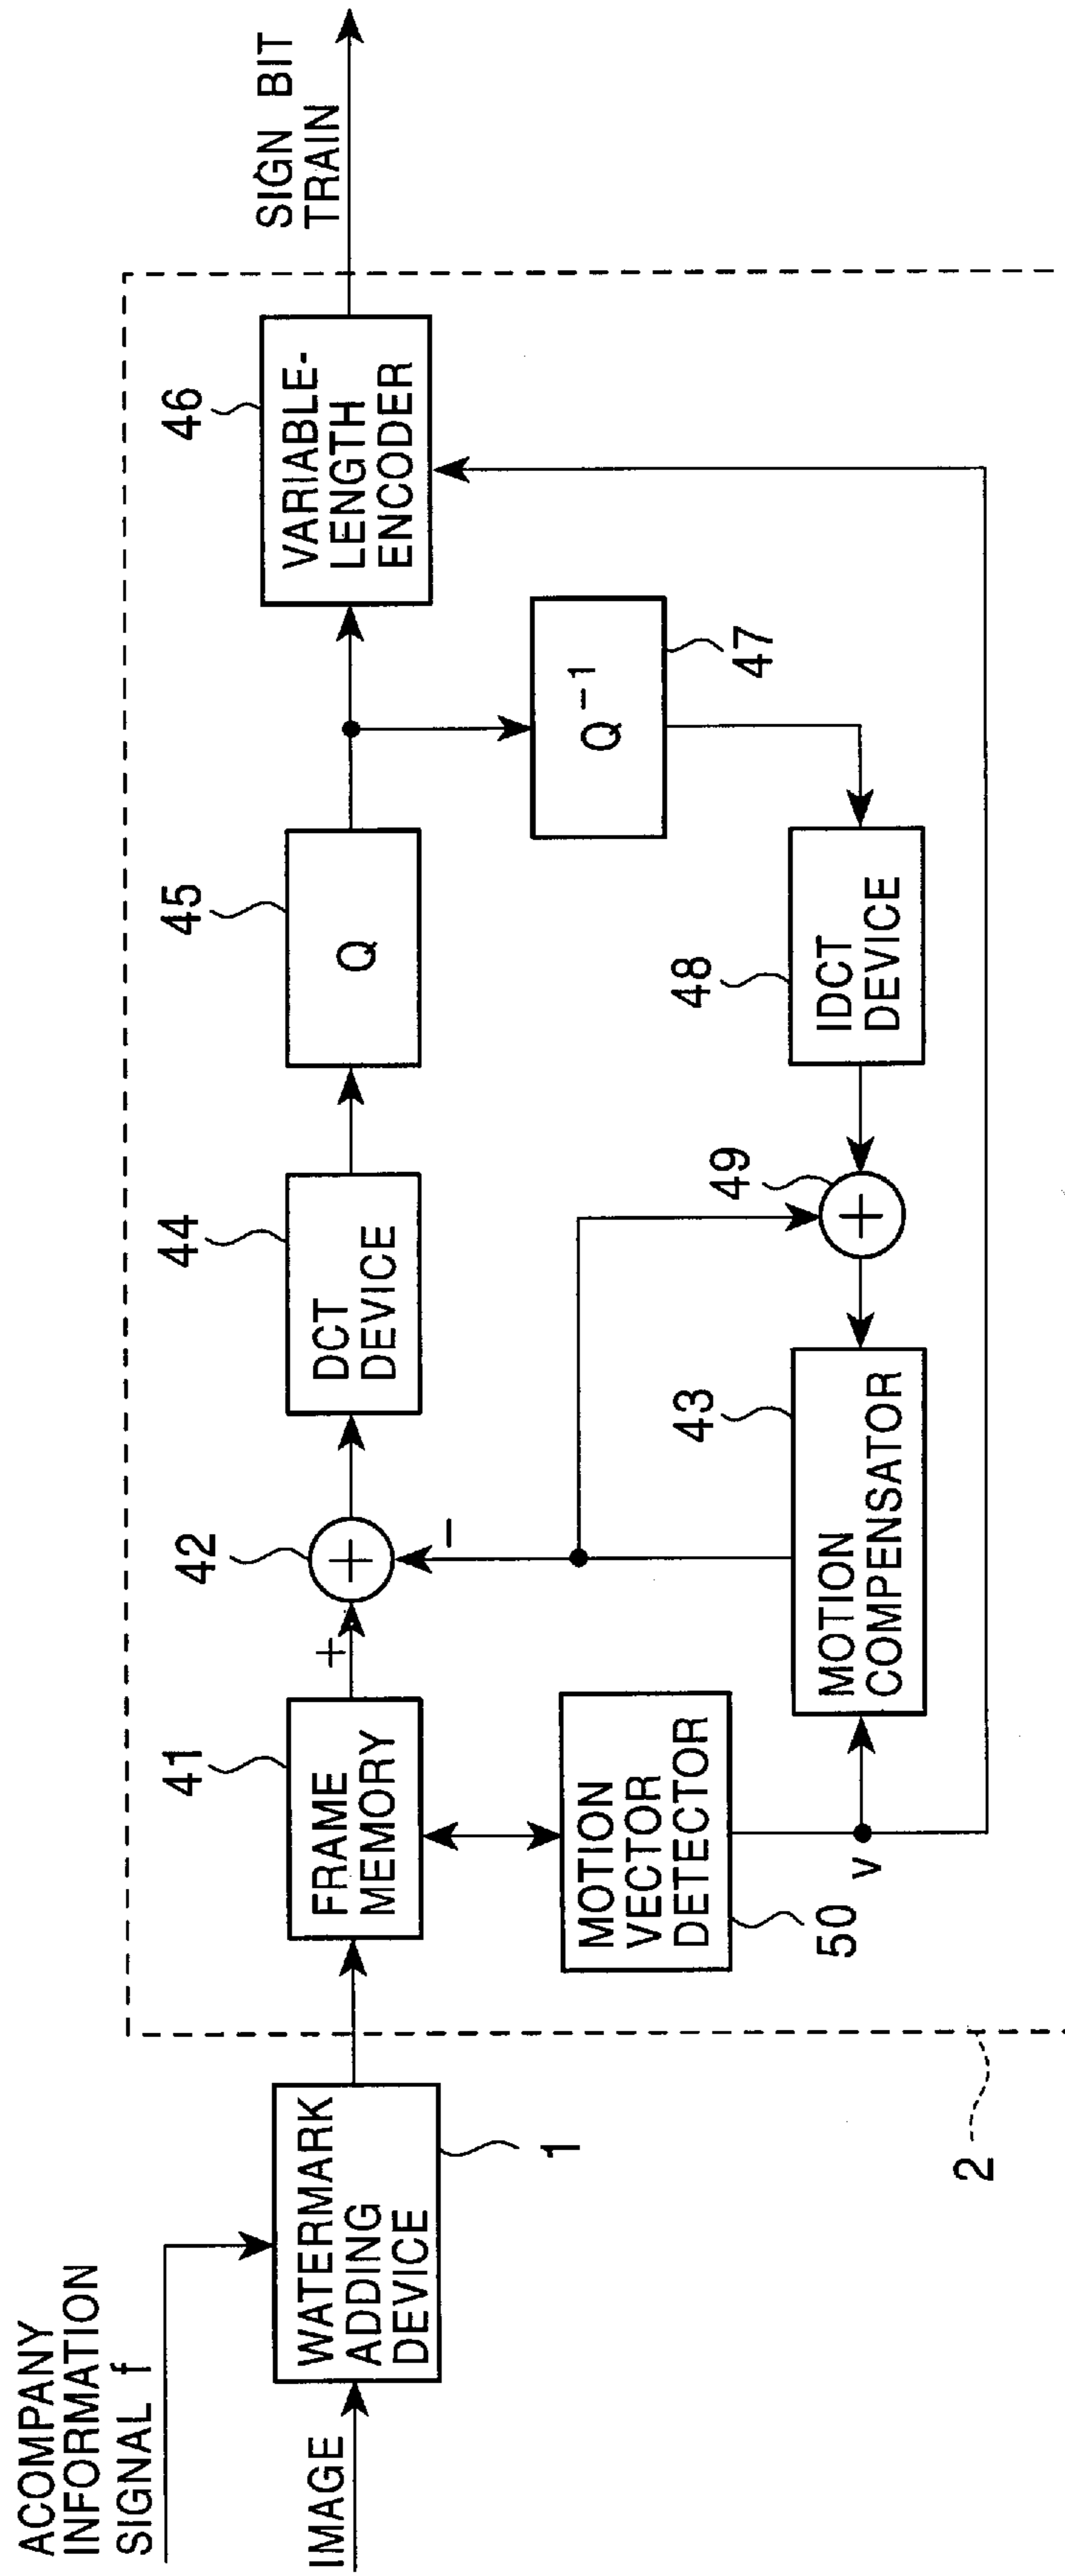 ACOMPANY
INFORMATION
SIGNAL f
IMAGE
WATERMARK
ADDING
DEVICE
1
2
41
FRAME
MEMORY
+
42
+
−
44
DCT
DEVICE
45
Q
46
VARIABLE-
LENGTH
ENCODER
SIGN BIT
TRAIN
MOTION
VECTOR
DETECTOR
50
V
43
MOTION
COMPENSATOR
49
+
48
IDCT
DEVICE
Q⁻¹
47